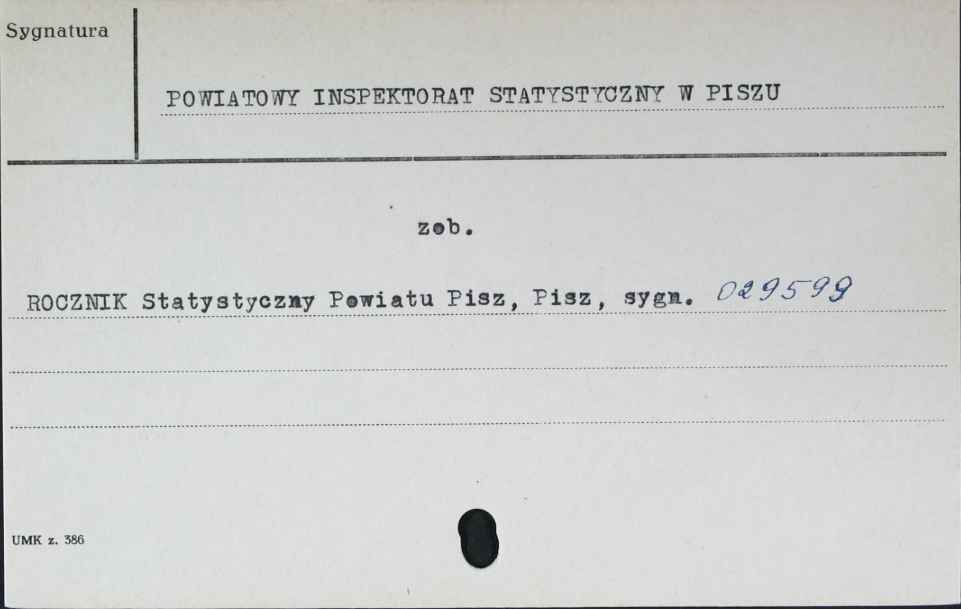 Sygnatura
POWIATOWY INSPEKTORAT STATYSTYCZNY W PISZU
zob.
ROCZNIK Statystyczny Powiatu Pisz, Pisz, sygn. 029599
UMK z. 386